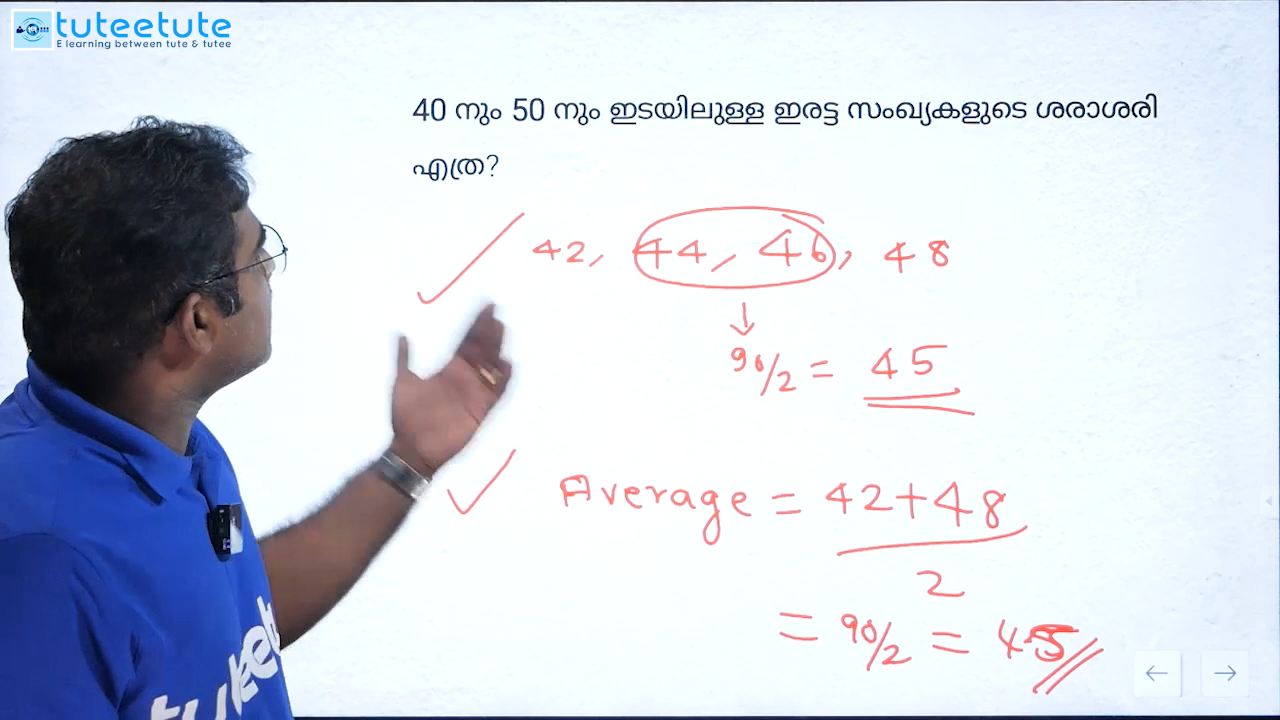 tuteetute
E learning between tute & tutee
40 നും 50 നും ഇടയിലുള്ള ഇരട്ട സംഖ്യകളുടെ ശരാശരി
എത്ര?
42, 44, 46, 48
90/2 = 45
Average = 42+48
2
= 90/2 = 45
tuteet